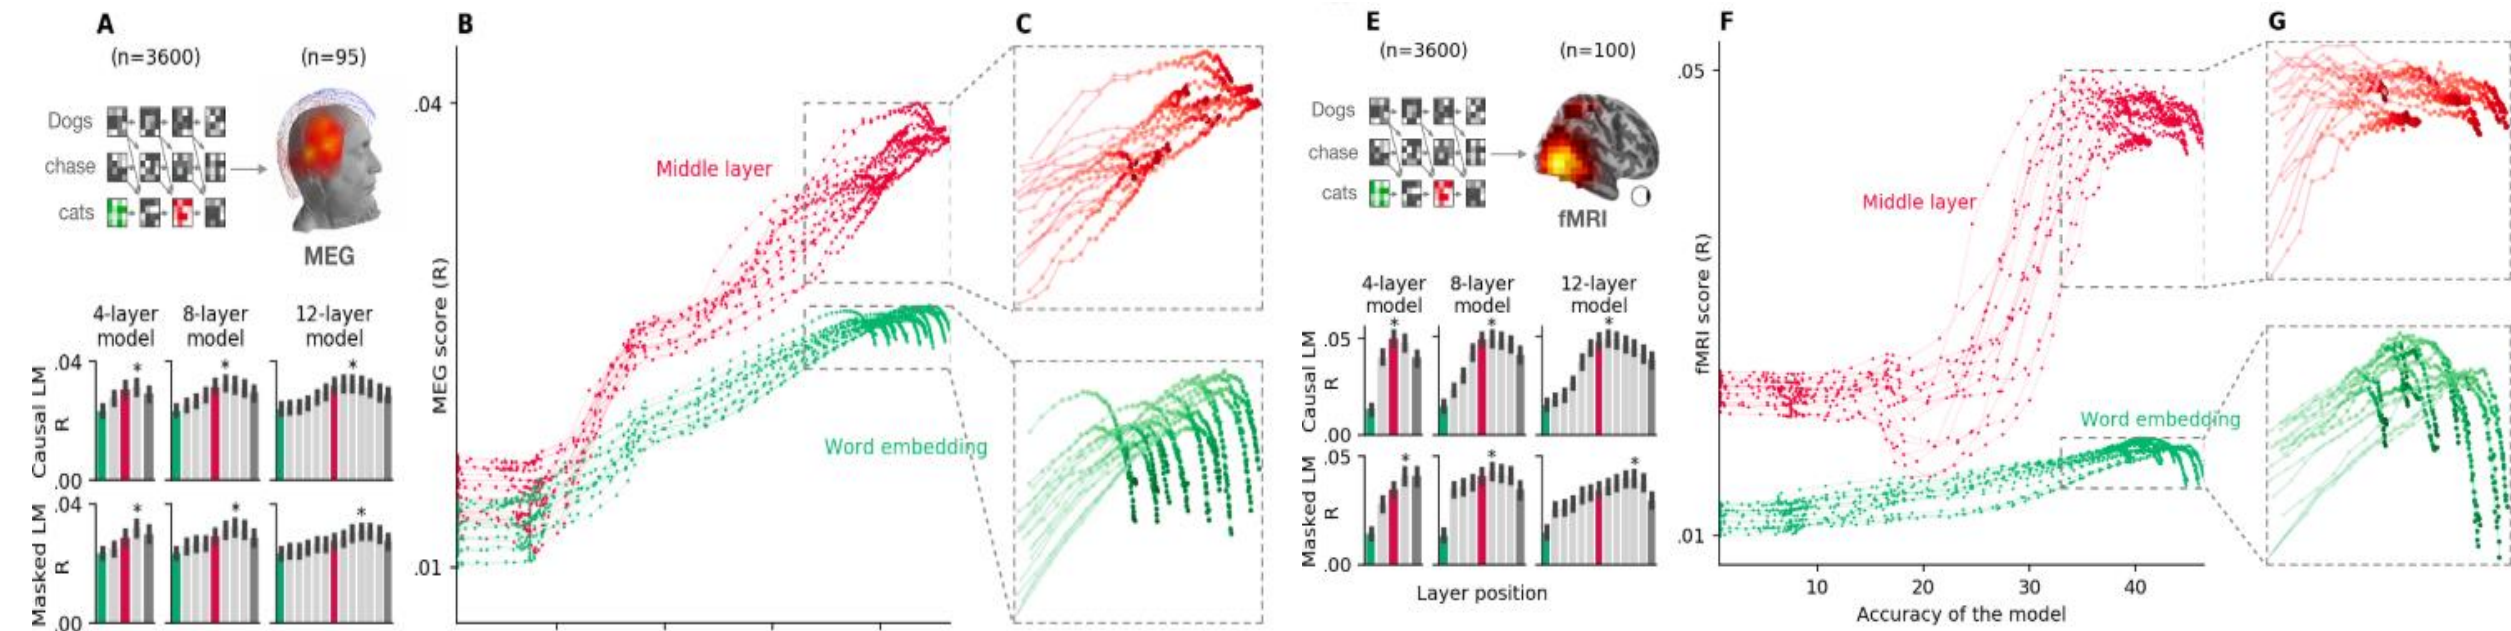 A
(n=3600) (n=95)
Dogs
chase
cats
MEG
4-layer model
8-layer model
12-layer model
Causal LM
R
.04
.00
* * *
Masked LM
R
.04
.00
* * *
B
MEG score (R)
.04
.01
Middle layer
Word embedding
C
E
(n=3600) (n=100)
Dogs
chase
cats
fMRI
4-layer model
8-layer model
12-layer model
Causal LM
R
.05
.00
* * *
Masked LM
R
.05
.00
* * *
Layer position
F
fMRI score (R)
.05
.01
Middle layer
Word embedding
10 20 30 40
Accuracy of the model
G